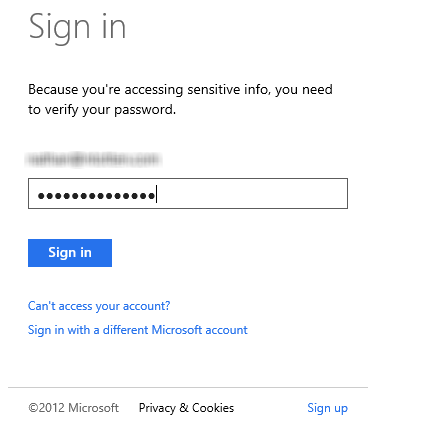 Sign in
Because you're accessing sensitive info, you need
to verify your password.
●●●●●●●●●●●●●●
Sign in
Can't access your account?
Sign in with a different Microsoft account
©2012 Microsoft Privacy & Cookies Sign up